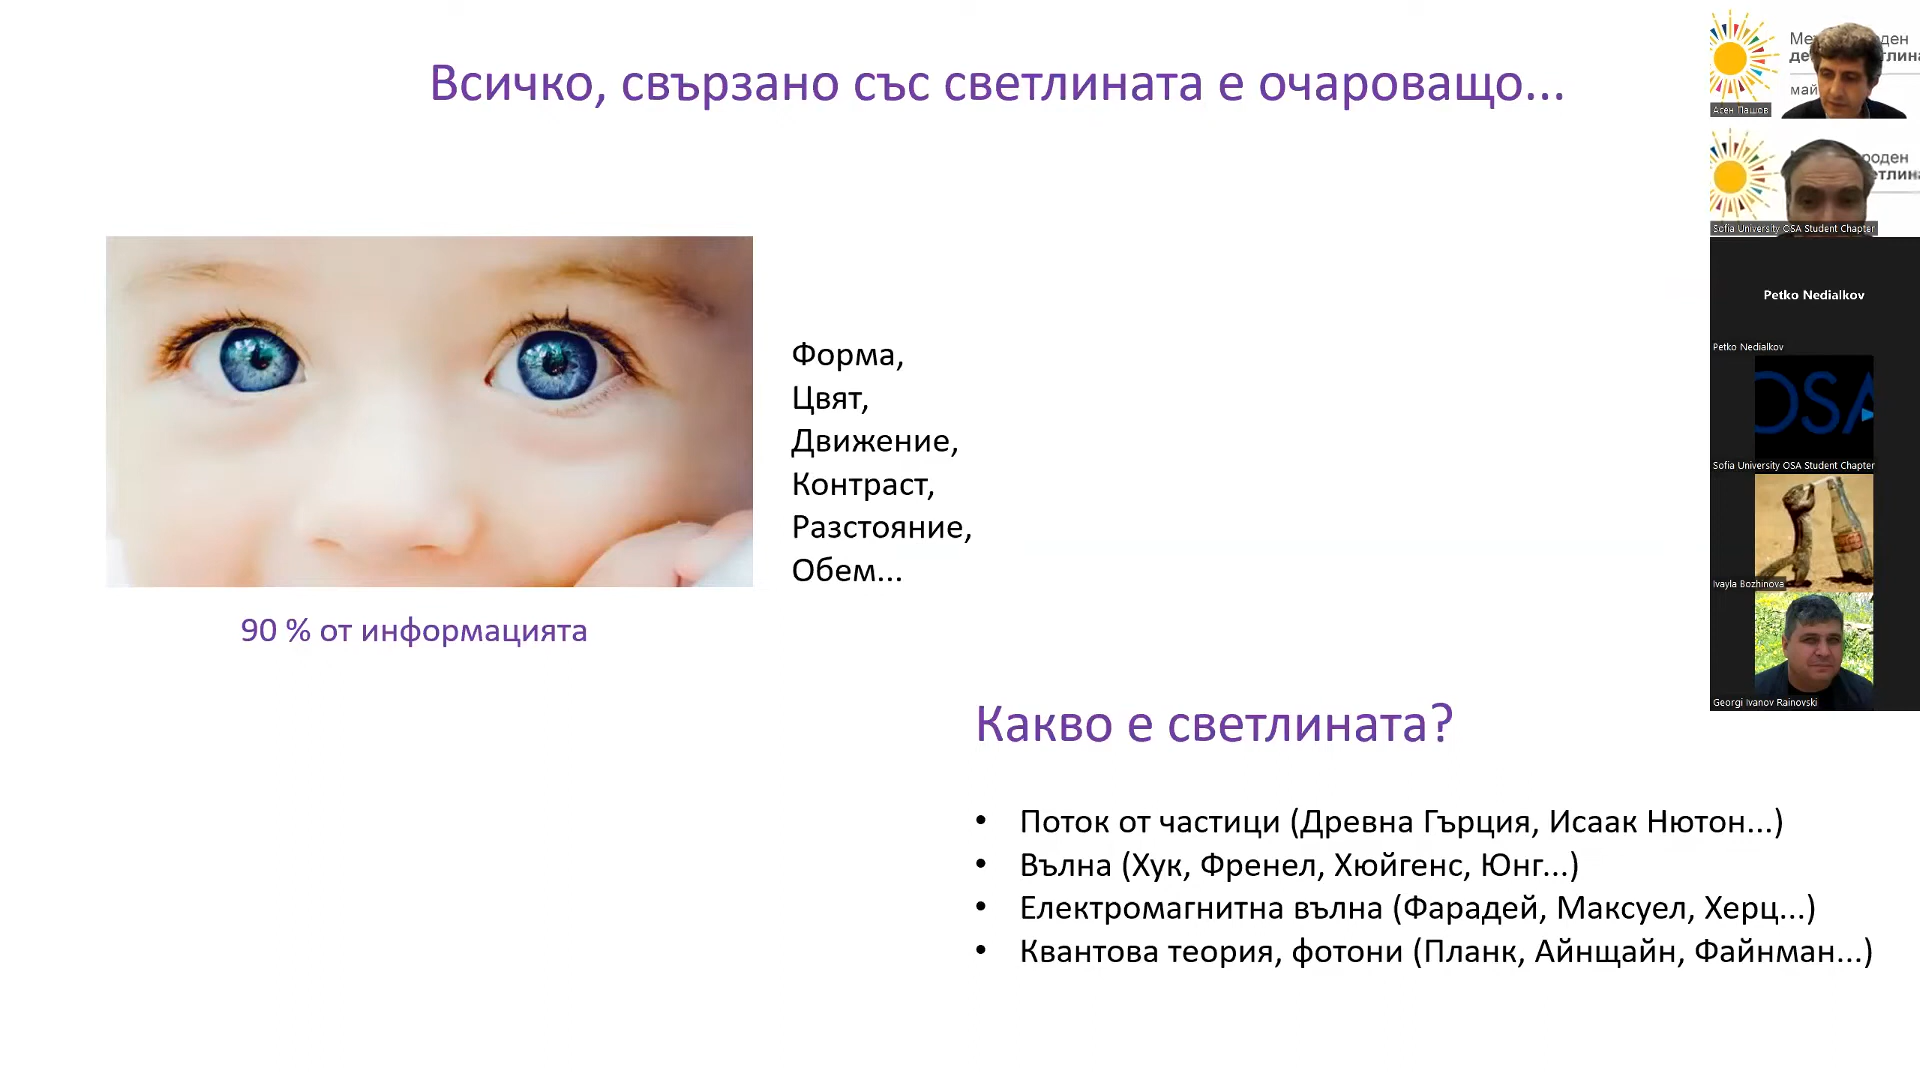 Всичко, свързано със светлината е очароващо...
Форма,
Цвят,
Движение,
Контраст,
Разстояние,
Обем...
90 % от информацията
Какво е светлината?
• Поток от частици (Древна Гърция, Исаак Нютон...)
• Вълна (Хук, Френел, Хюйгенс, Юнг...)
• Електромагнитна вълна (Фарадей, Максуел, Херц...)
• Квантова теория, фотони (Планк, Айнщайн, Файнман...)
май
Асен Пашов
Sofia University OSA Student Chapter
Petko Nedialkov
Petko Nedialkov
OSA
Sofia University OSA Student Chapter
Ivayla Bozhinova
Georgi Ivanov Rainovski